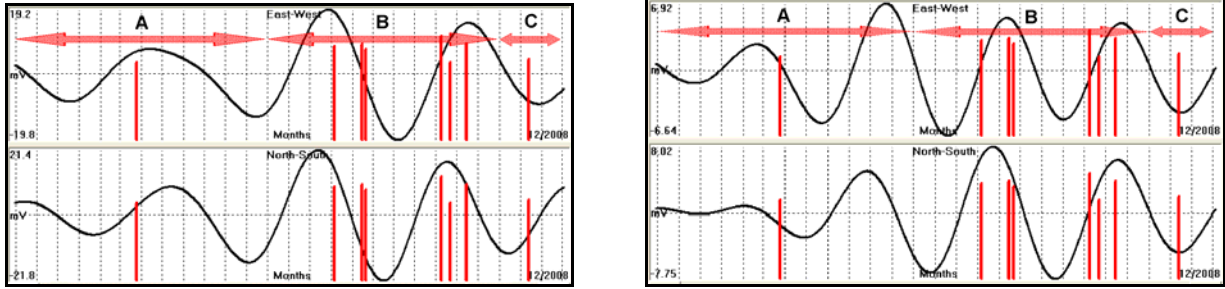 19.2 East-West
A B C
mV
-19.8 Months 12/2008
21.4 North-South
mV
-21.8 Months 12/2008
6,92 East-West
A B C
mV
-6.64 Months 12/2008
8,02 North-South
mV
-7.75 Months 12/2008